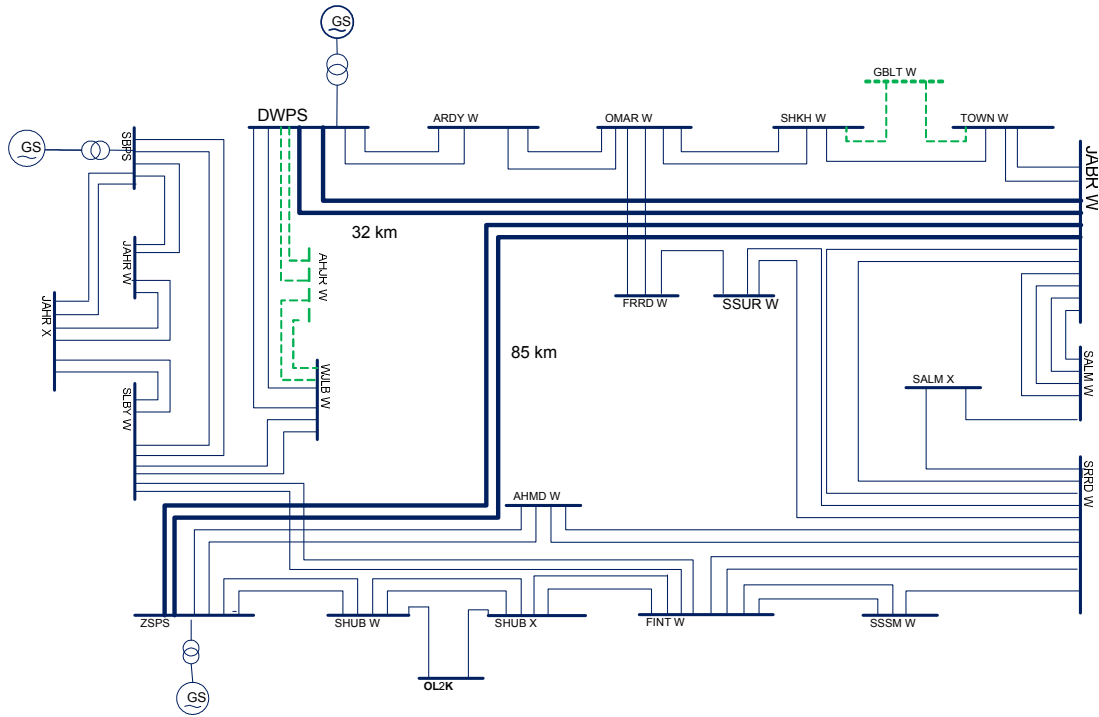 GS
GBLT W
DWPS
ARDY W
OMAR W
SHKH W
TOWN W
GS
SBPS
JABR W
32 km
JAHR W
AHJR W
JAHR X
FRRD W
SSUR W
85 km
WJLB W
SALM W
SALM X
SLBY W
SRRD W
AHMD W
ZSPS
SHUB W
SHUB X
FINT W
SSSM W
OL2K
GS